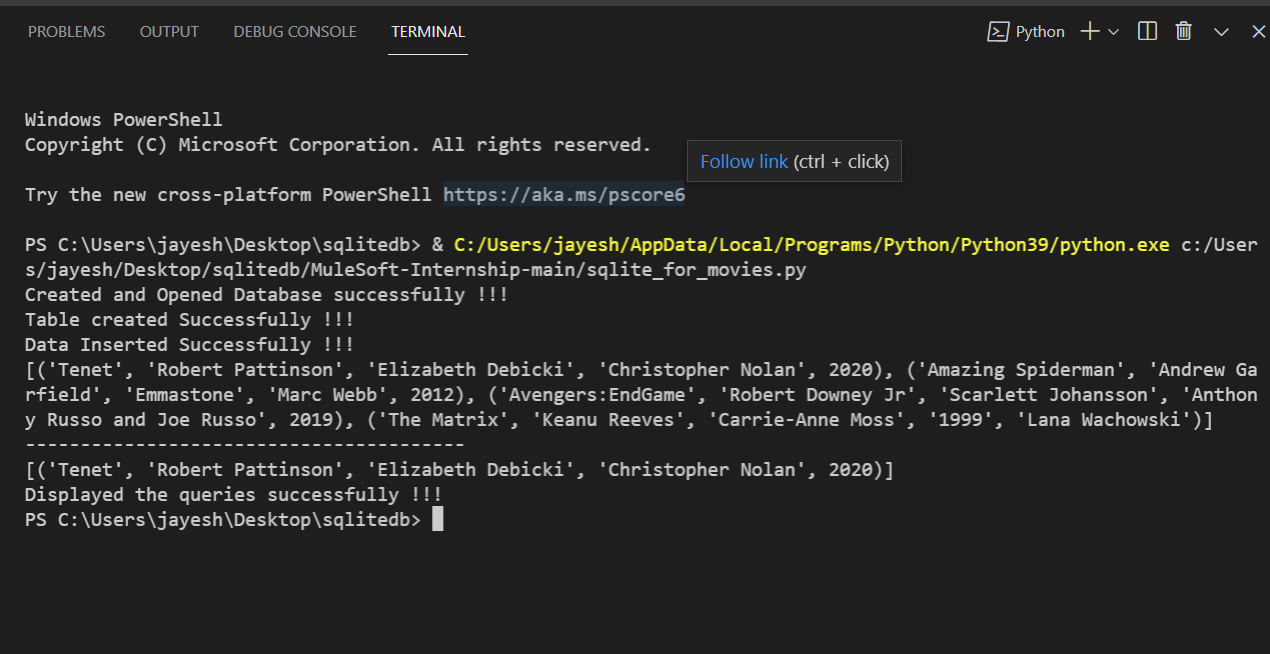 PROBLEMS OUTPUT DEBUG CONSOLE TERMINAL Python
Windows PowerShell
Copyright (C) Microsoft Corporation. All rights reserved.
Follow link (ctrl + click)
Try the new cross-platform PowerShell https://aka.ms/pscore6
PS C:\Users\jayesh\Desktop\sqlitedb> & C:/Users/jayesh/AppData/Local/Programs/Python/Python39/python.exe c:/User
s/jayesh/Desktop/sqlitedb/MuleSoft-Internship-main/sqlite_for_movies.py
Created and Opened Database successfully !!!
Table created Successfully !!!
Data Inserted Successfully !!!
[('Tenet', 'Robert Pattinson', 'Elizabeth Debicki', 'Christopher Nolan', 2020), ('Amazing Spiderman', 'Andrew Ga
rfield', 'Emmastone', 'Marc Webb', 2012), ('Avengers:EndGame', 'Robert Downey Jr', 'Scarlett Johansson', 'Anthon
y Russo and Joe Russo', 2019), ('The Matrix', 'Keanu Reeves', 'Carrie-Anne Moss', '1999', 'Lana Wachowski')]
----------------------------------------
[('Tenet', 'Robert Pattinson', 'Elizabeth Debicki', 'Christopher Nolan', 2020)]
Displayed the queries successfully !!!
PS C:\Users\jayesh\Desktop\sqlitedb>